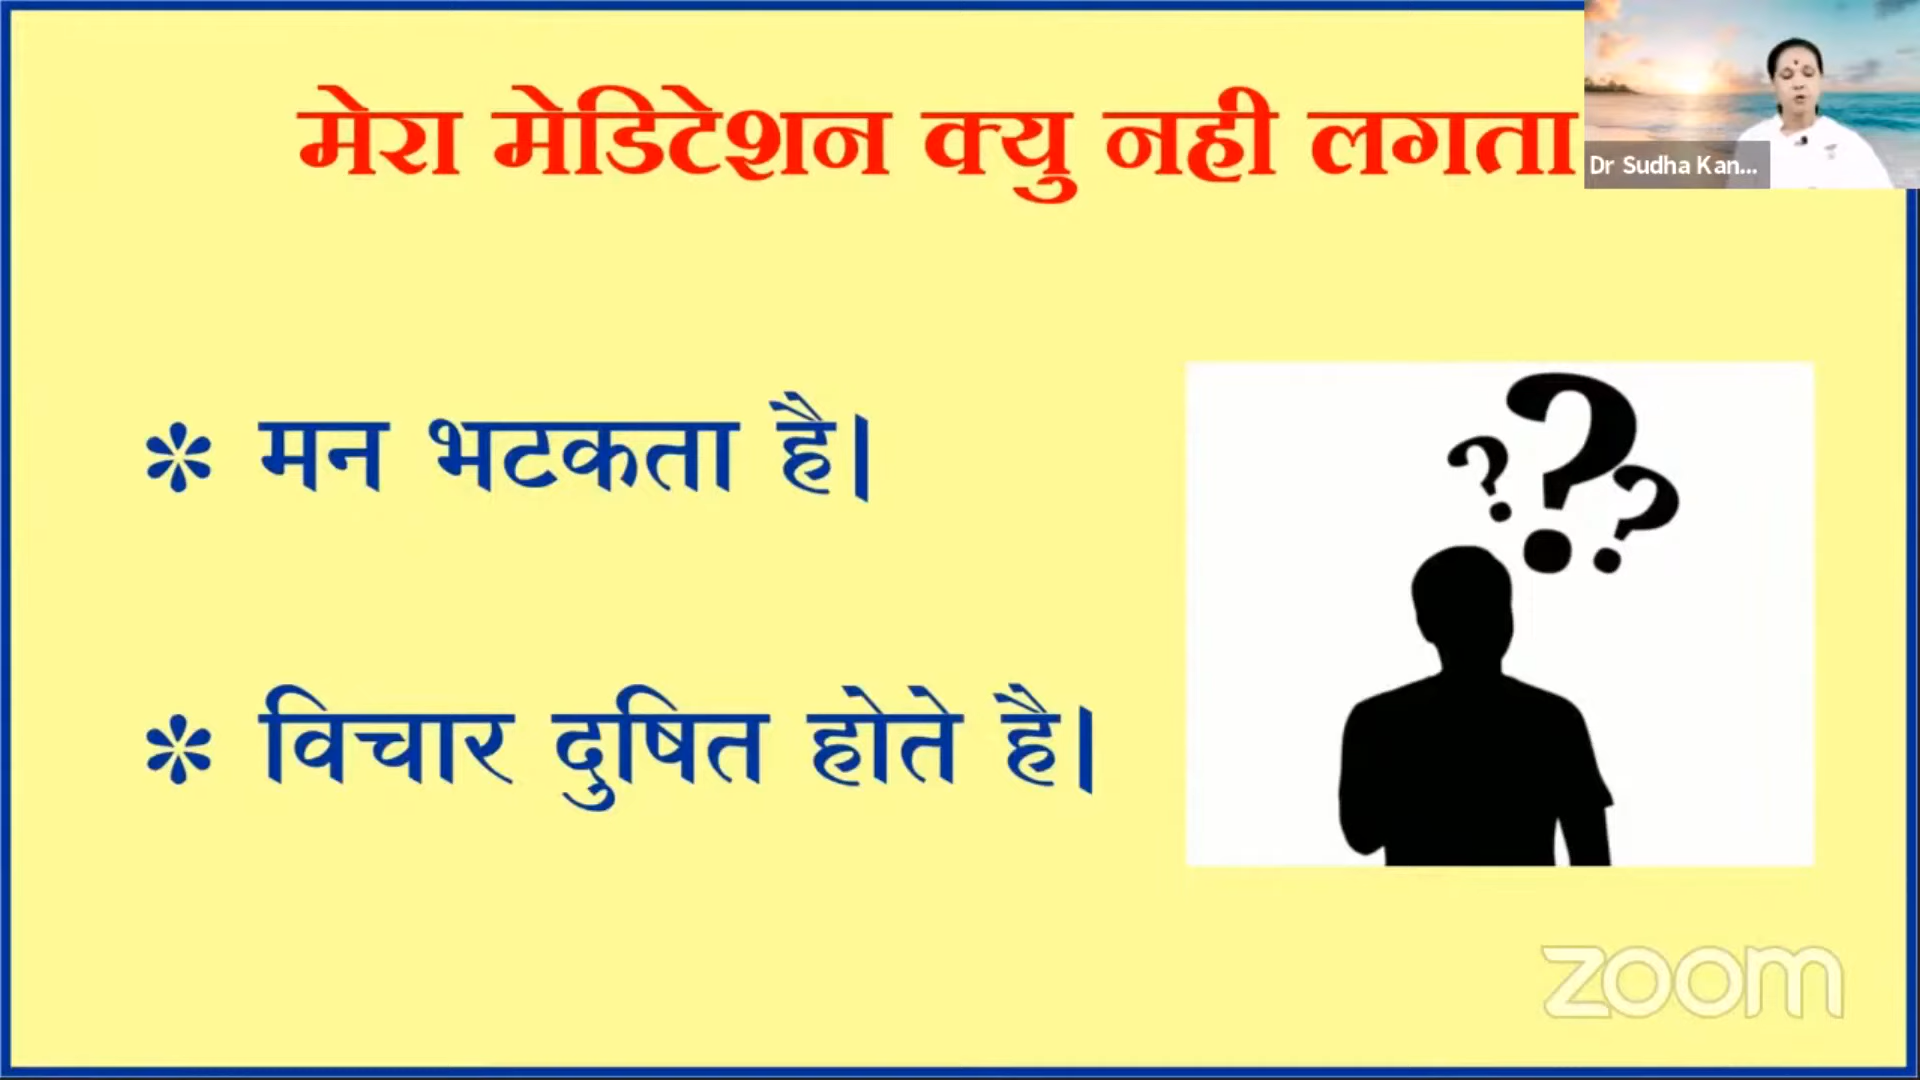 मेरा मेडिटेशन क्यु नही लगता
Dr Sudha Kan...
* मन भटकता है।
* विचार दुषित होते है।
zoom